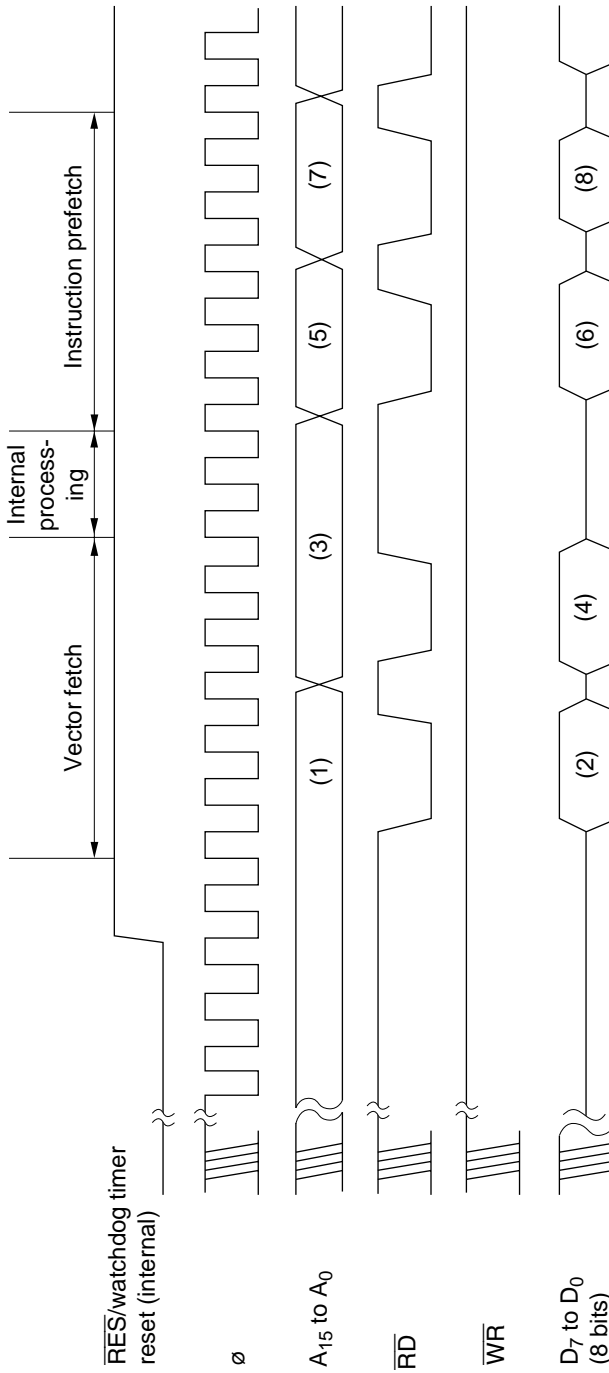 Vector fetch
Internal
process-
ing
Instruction prefetch
RES/watchdog timer
reset (internal)
ø
A15 to A0
(1)
(3)
(5)
(7)
RD
WR
D7 to D0
(8 bits)
(2)
(4)
(6)
(8)